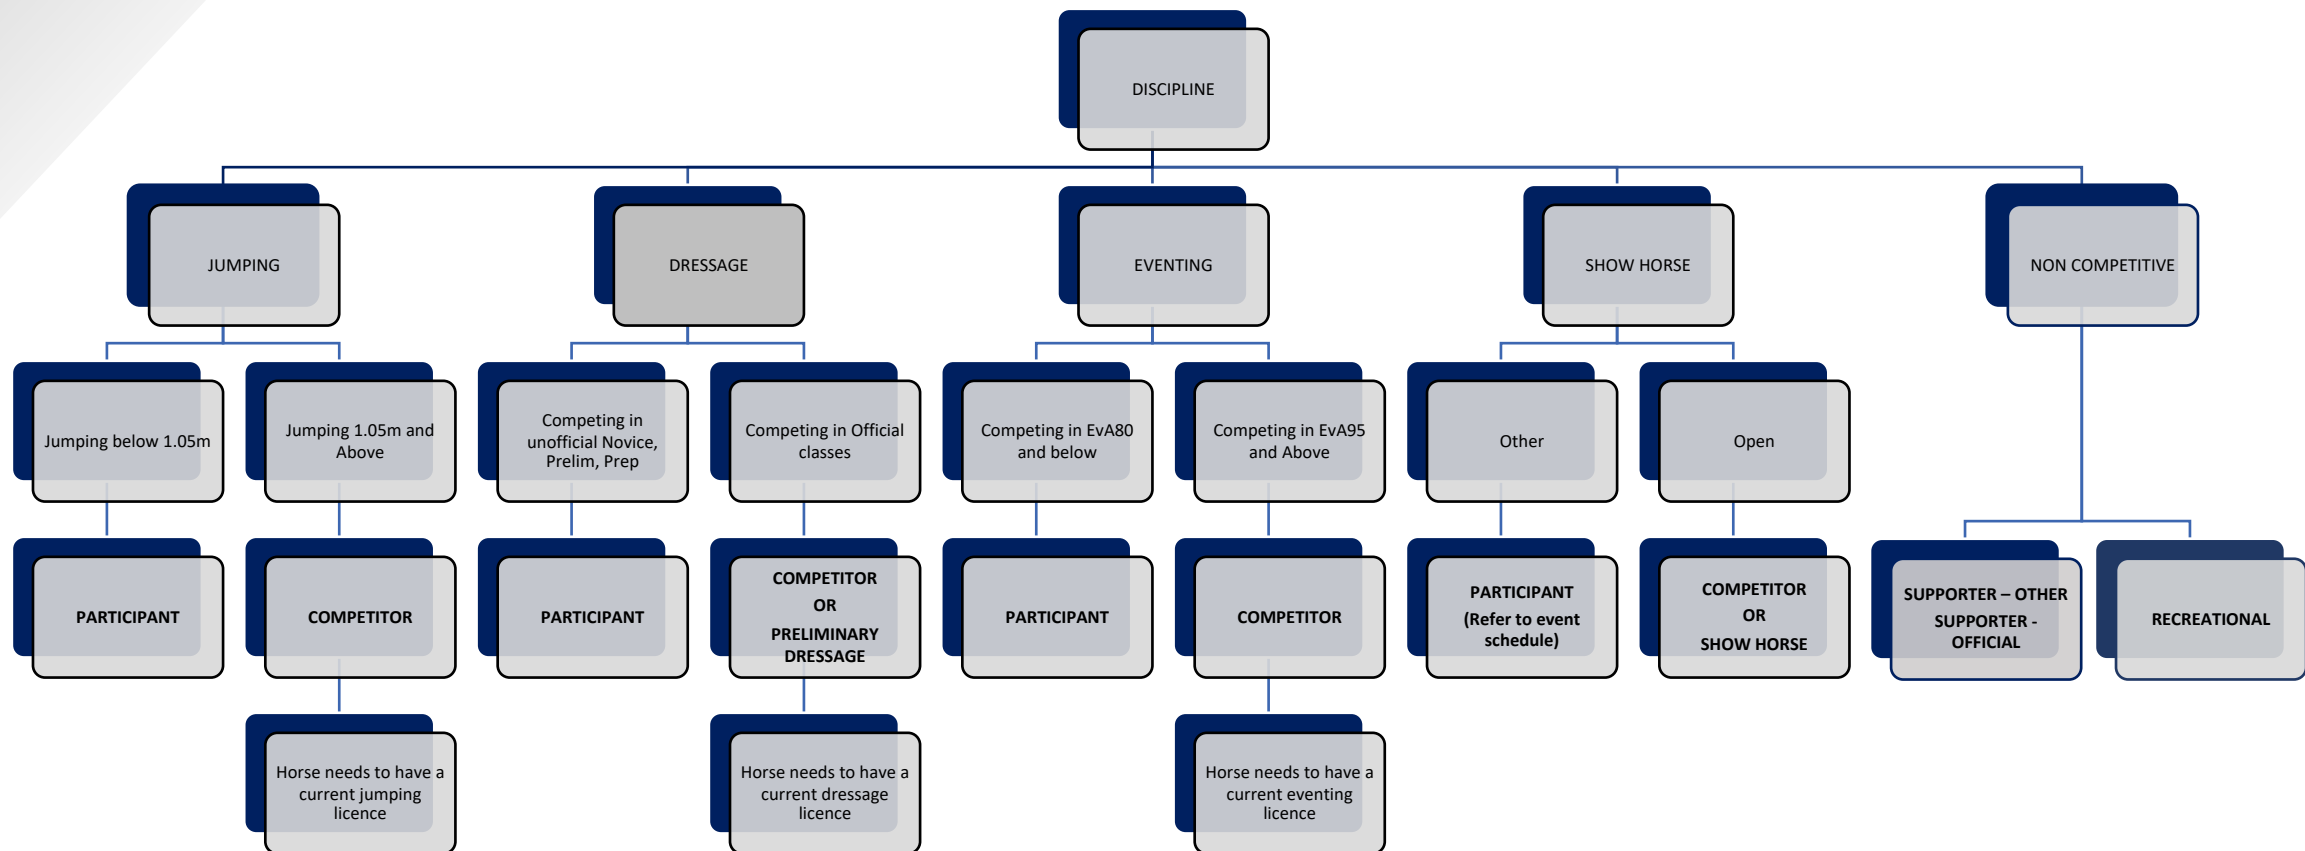 DISCIPLINE
JUMPING
DRESSAGE
EVENTING
SHOW HORSE
NON COMPETITIVE
Jumping below 1.05m
Jumping 1.05m and
Above
Competing in
unofficial Novice,
Prelim, Prep
Competing in Official
classes
Competing in EvA80
and below
Competing in EvA95
and Above
Other
Open
PARTICIPANT
COMPETITOR
PARTICIPANT
COMPETITOR
OR
PRELIMINARY
DRESSAGE
PARTICIPANT
COMPETITOR
PARTICIPANT
(Refer to event
schedule)
COMPETITOR
OR
SHOW HORSE
SUPPORTER – OTHER
SUPPORTER -
OFFICIAL
RECREATIONAL
Horse needs to have a
current jumping
licence
Horse needs to have a
current dressage
licence
Horse needs to have a
current eventing
licence